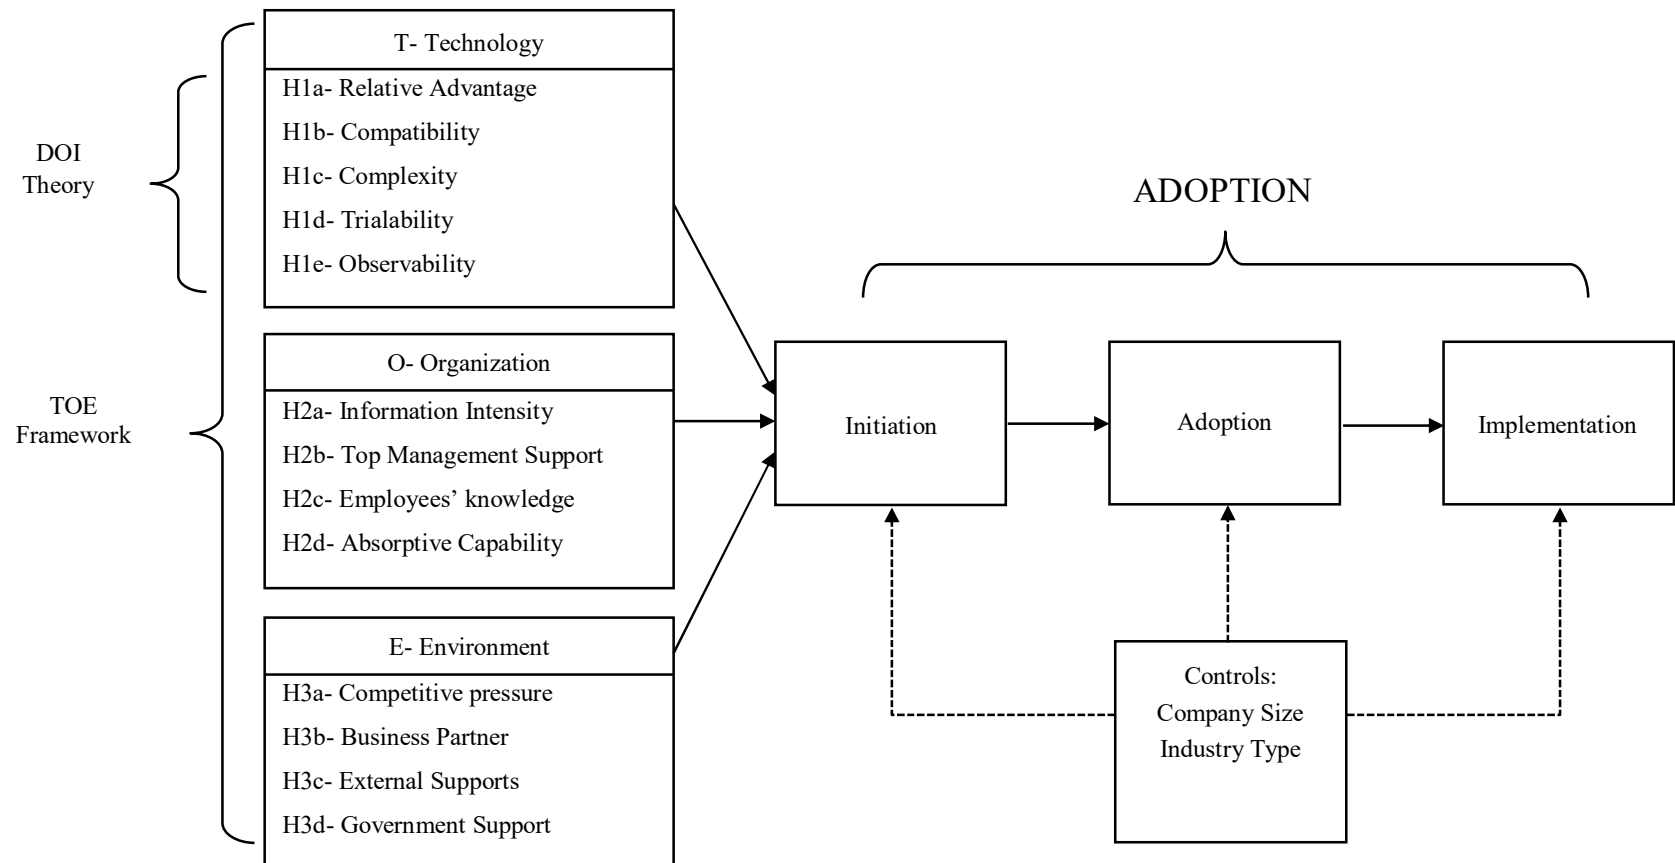 DOI
Theory
TOE
Framework
T- Technology
H1a- Relative Advantage
H1b- Compatibility
H1c- Complexity
H1d- Trialability
H1e- Observability
O- Organization
H2a- Information Intensity
H2b- Top Management Support
H2c- Employees’ knowledge
H2d- Absorptive Capability
E- Environment
H3a- Competitive pressure
H3b- Business Partner
H3c- External Supports
H3d- Government Support
ADOPTION
Initiation
Adoption
Implementation
Controls:
Company Size
Industry Type